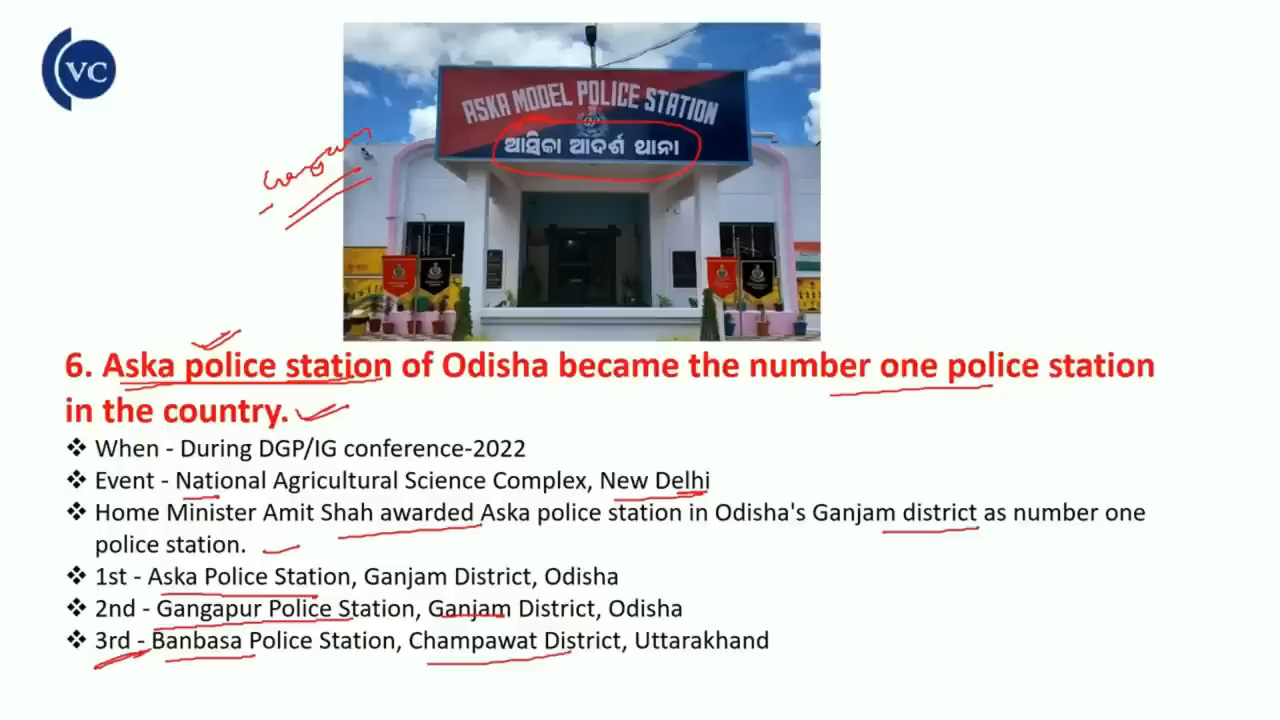 VC
ASKA MODEL POLICE STATION
ଆସିକା ଆଦର୍ଶ ଥାନା
Ganjam
6. Aska police station of Odisha became the number one police station
in the country.
❖ When - During DGP/IG conference-2022
❖ Event - National Agricultural Science Complex, New Delhi
❖ Home Minister Amit Shah awarded Aska police station in Odisha's Ganjam district as number one
police station.
❖ 1st - Aska Police Station, Ganjam District, Odisha
❖ 2nd - Gangapur Police Station, Ganjam District, Odisha
❖ 3rd - Banbasa Police Station, Champawat District, Uttarakhand